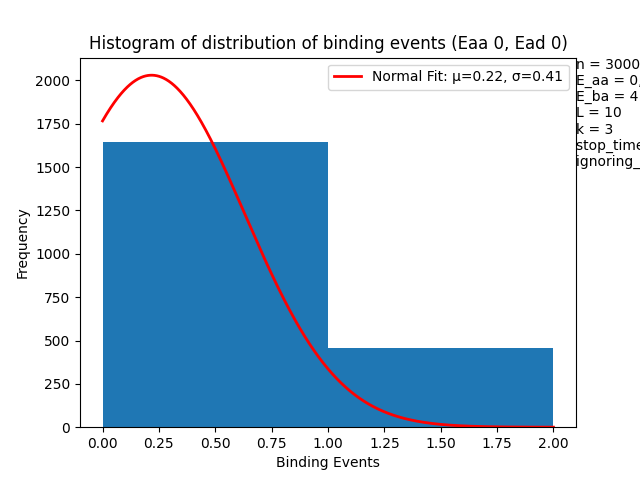 Histogram of distribution of binding events (Eaa 0, Ead 0)
Normal Fit: μ=0.22, σ=0.41
n = 3000
E_aa = 0,
E_ba = 4
L = 10
k = 3
stop_time
ignoring_
2000
1750
1500
1250
1000
750
500
250
0
Frequency
0.00 0.25 0.50 0.75 1.00 1.25 1.50 1.75 2.00
Binding Events